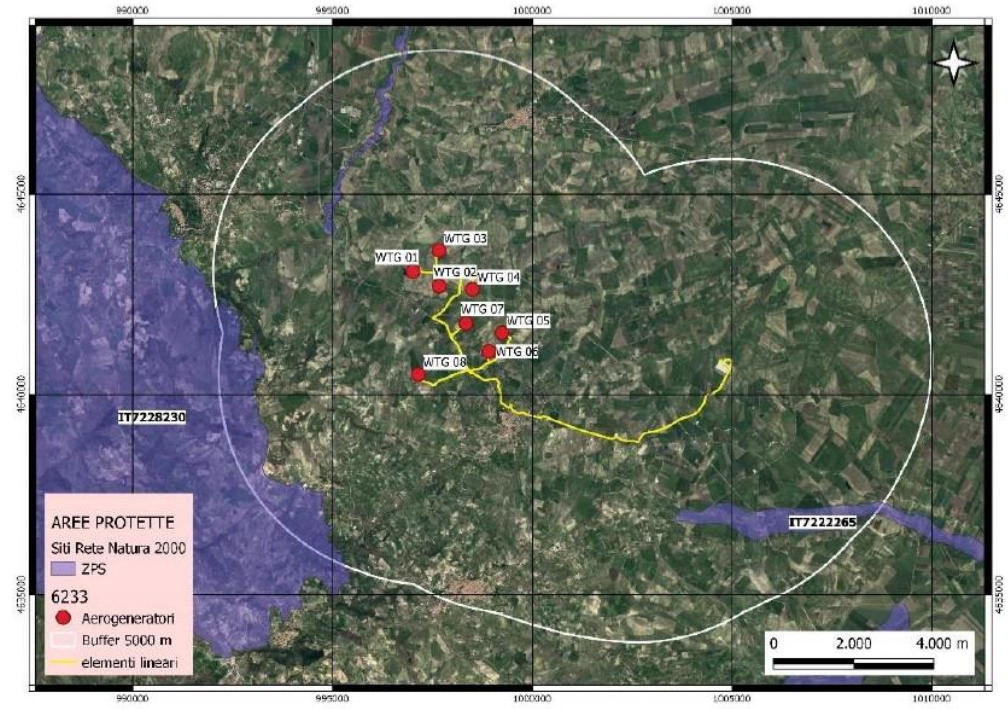 990000 995000 1000000 1005000 1010000
4645000 4645000
WTG 03
WTG 01
WTG 02
WTG 04
WTG 07
WTG 05
WTG 06
WTG 08
4640000 4640000
IT7228230
IT7222265
AREE PROTETTE
Siti Rete Natura 2000
ZPS
6233
Aerogeneratori
Buffer 5000 m
elementi lineari
4635000 4635000
0 2.000 4.000 m
990000 995000 1000000 1005000 1010000